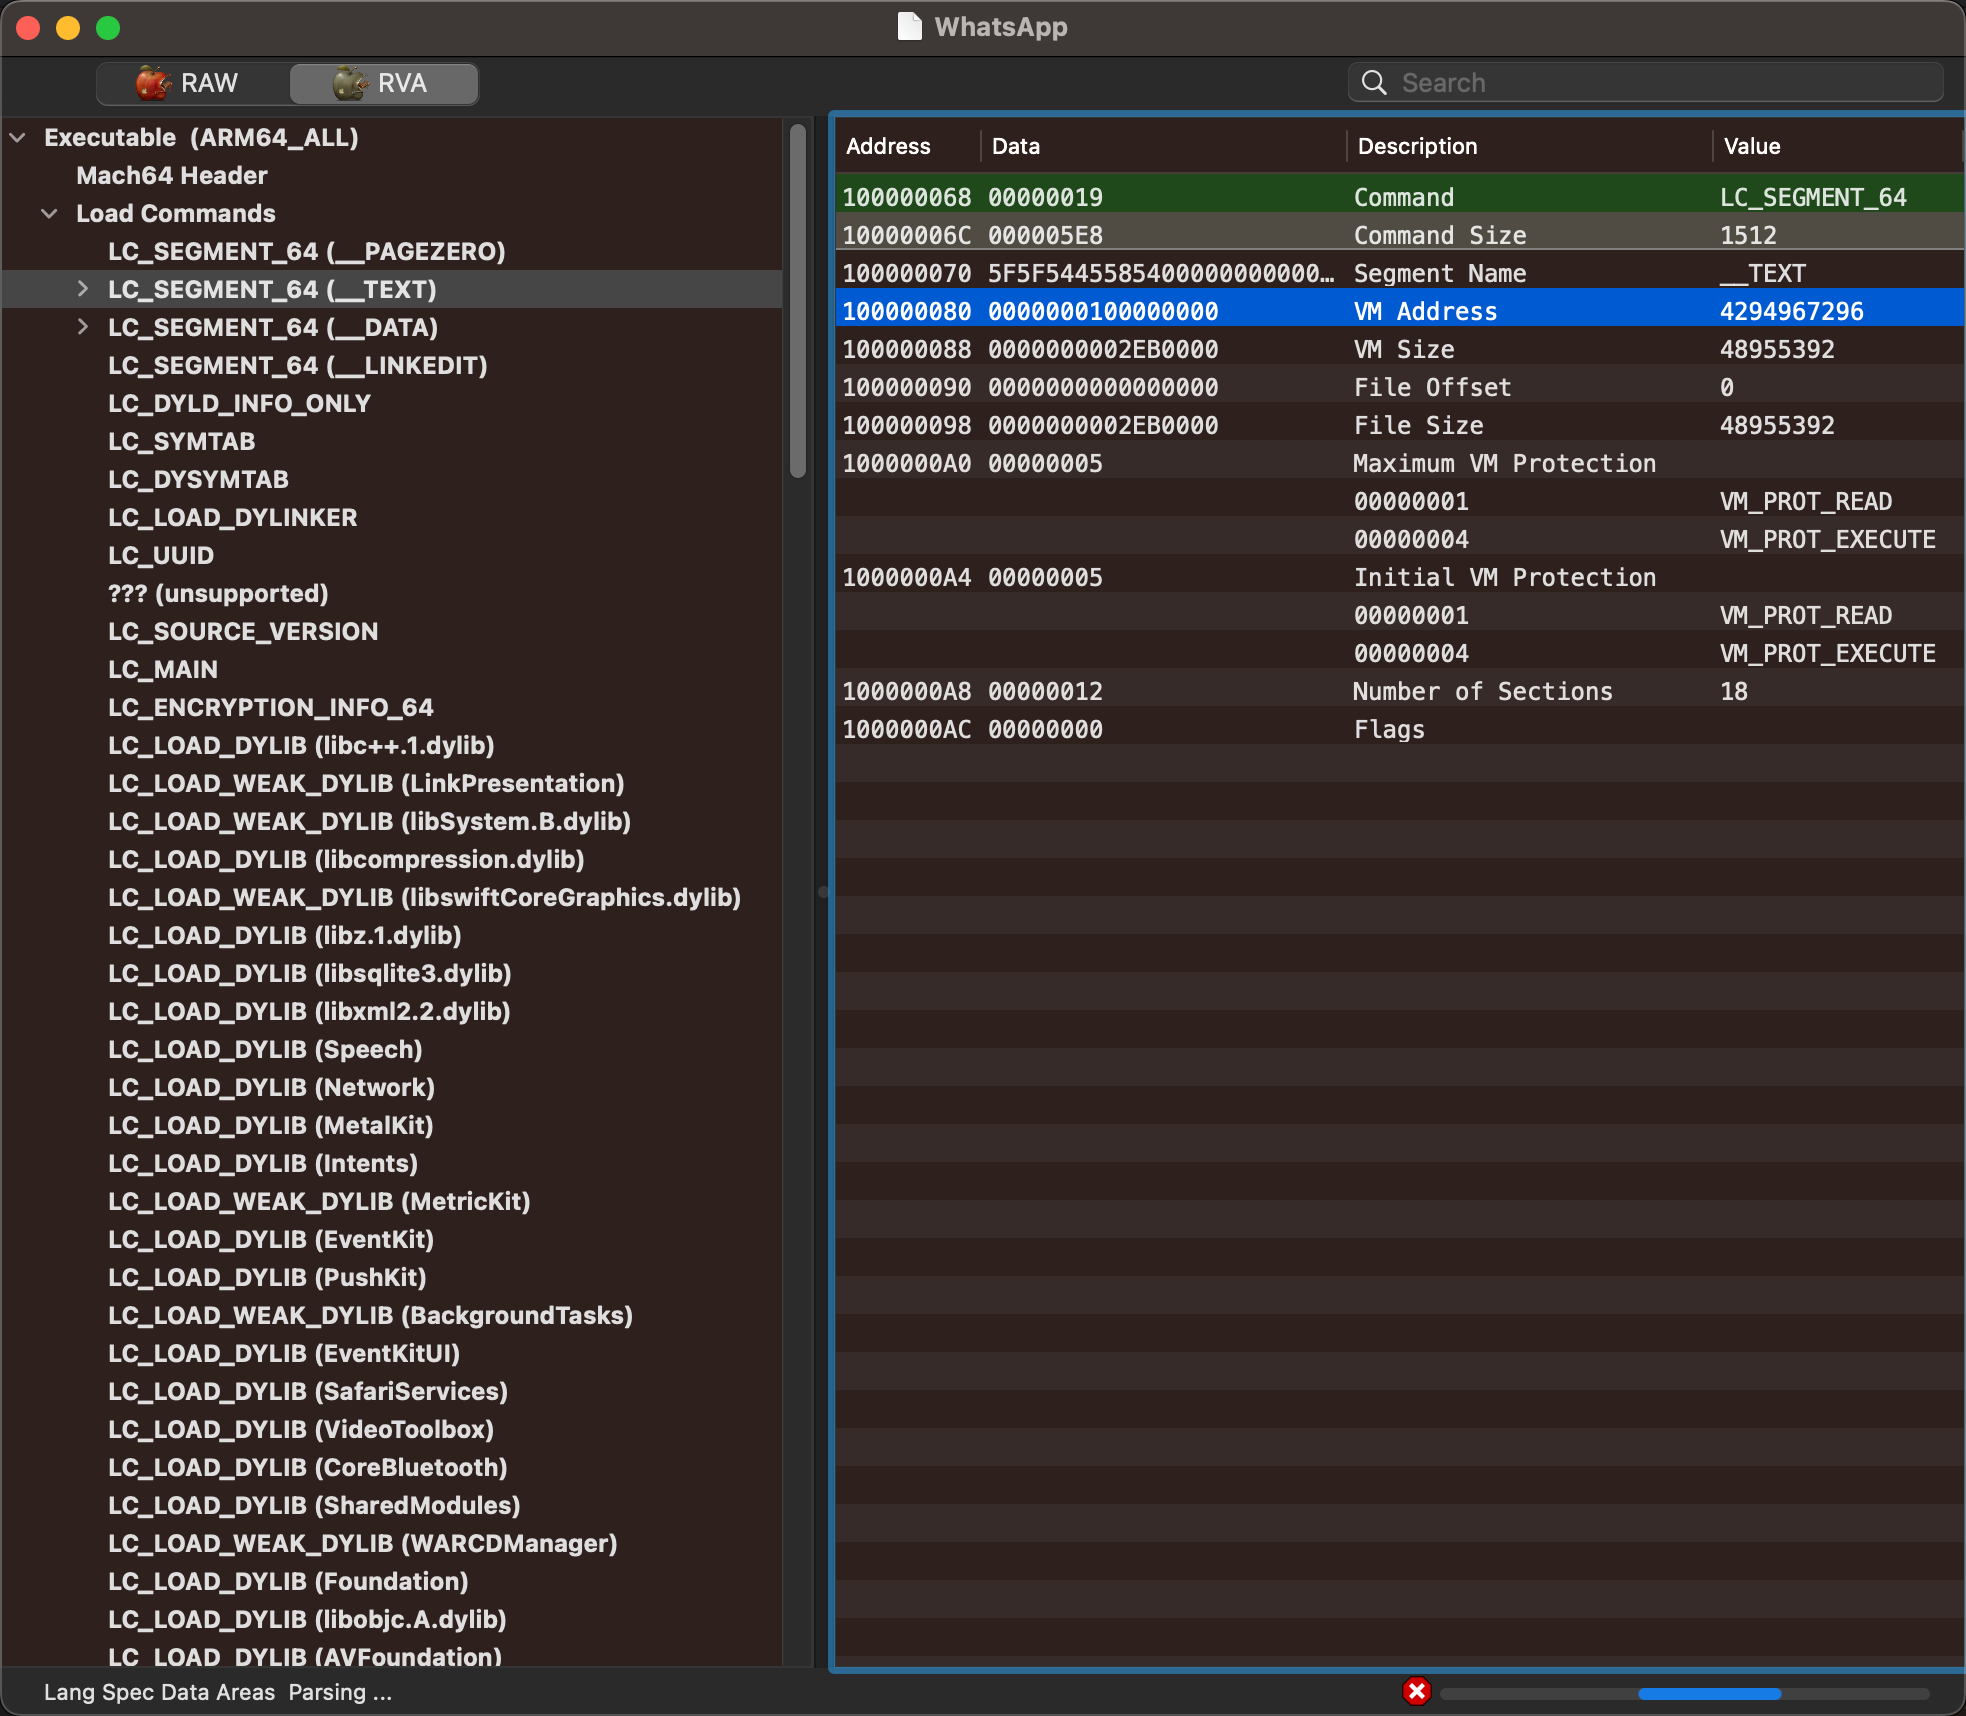 WhatsApp
RAW RVA Search
Executable (ARM64_ALL)
Mach64 Header
Load Commands
LC_SEGMENT_64 (__PAGEZERO)
LC_SEGMENT_64 (__TEXT)
LC_SEGMENT_64 (__DATA)
LC_SEGMENT_64 (__LINKEDIT)
LC_DYLD_INFO_ONLY
LC_SYMTAB
LC_DYSYMTAB
LC_LOAD_DYLINKER
LC_UUID
??? (unsupported)
LC_SOURCE_VERSION
LC_MAIN
LC_ENCRYPTION_INFO_64
LC_LOAD_DYLIB (libc++.1.dylib)
LC_LOAD_WEAK_DYLIB (LinkPresentation)
LC_LOAD_WEAK_DYLIB (libSystem.B.dylib)
LC_LOAD_DYLIB (libcompression.dylib)
LC_LOAD_WEAK_DYLIB (libswiftCoreGraphics.dylib)
LC_LOAD_DYLIB (libz.1.dylib)
LC_LOAD_DYLIB (libsqlite3.dylib)
LC_LOAD_DYLIB (libxml2.2.dylib)
LC_LOAD_DYLIB (Speech)
LC_LOAD_DYLIB (Network)
LC_LOAD_DYLIB (MetalKit)
LC_LOAD_DYLIB (Intents)
LC_LOAD_WEAK_DYLIB (MetricKit)
LC_LOAD_DYLIB (EventKit)
LC_LOAD_DYLIB (PushKit)
LC_LOAD_WEAK_DYLIB (BackgroundTasks)
LC_LOAD_DYLIB (EventKitUI)
LC_LOAD_DYLIB (SafariServices)
LC_LOAD_DYLIB (VideoToolbox)
LC_LOAD_DYLIB (CoreBluetooth)
LC_LOAD_DYLIB (SharedModules)
LC_LOAD_WEAK_DYLIB (WARCDManager)
LC_LOAD_DYLIB (Foundation)
LC_LOAD_DYLIB (libobjc.A.dylib)
LC_LOAD_DYLIB (AVFoundation)
Address Data Description Value
100000068 00000019 Command LC_SEGMENT_64
10000006C 000005E8 Command Size 1512
100000070 5F5F5445585400000000000... Segment Name __TEXT
100000080 0000000100000000 VM Address 4294967296
100000088 0000000002EB0000 VM Size 48955392
100000090 0000000000000000 File Offset 0
100000098 0000000002EB0000 File Size 48955392
1000000A0 00000005 Maximum VM Protection
00000001 VM_PROT_READ
00000004 VM_PROT_EXECUTE
1000000A4 00000005 Initial VM Protection
00000001 VM_PROT_READ
00000004 VM_PROT_EXECUTE
1000000A8 00000012 Number of Sections 18
1000000AC 00000000 Flags
Lang Spec Data Areas Parsing ...